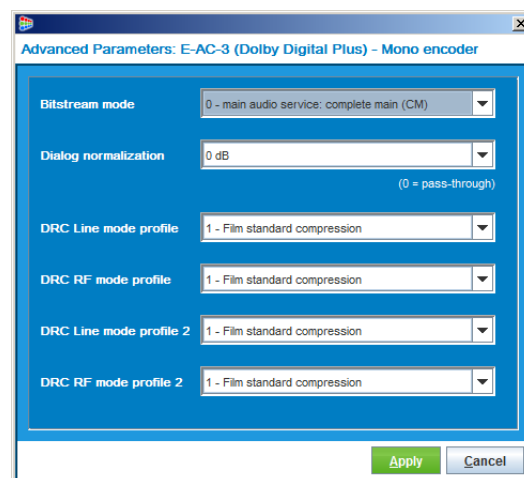 Advanced Parameters: E-AC-3 (Dolby Digital Plus) - Mono encoder
Bitstream mode 0 - main audio service: complete main (CM)
Dialog normalization 0 dB
(0 = pass-through)
DRC Line mode profile 1 - Film standard compression
DRC RF mode profile 1 - Film standard compression
DRC Line mode profile 2 1 - Film standard compression
DRC RF mode profile 2 1 - Film standard compression
Apply Cancel